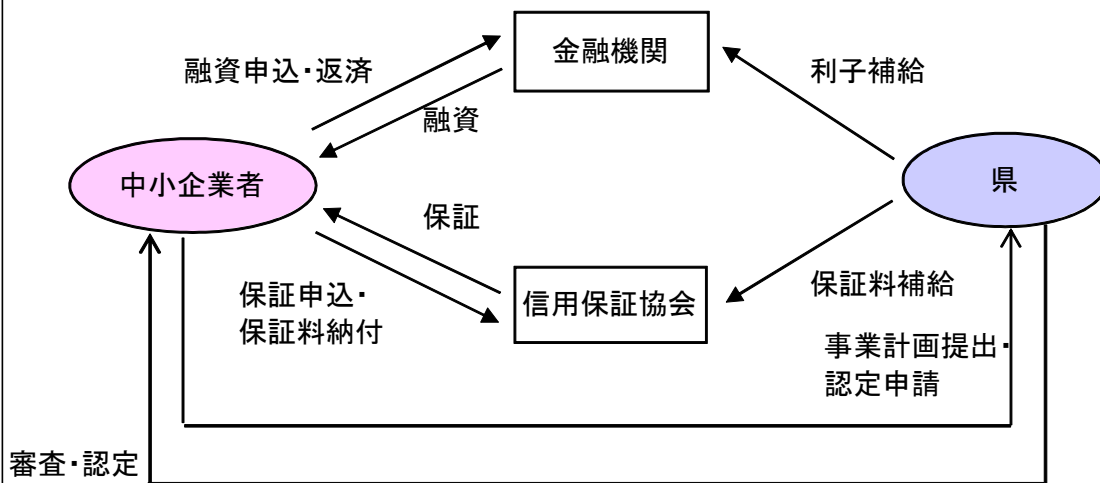 金融機関
融資申込・返済
利子補給
融資
中小企業者
県
保証
保証申込・
保証料納付
信用保証協会
保証料補給
事業計画提出・
認定申請
審査・認定